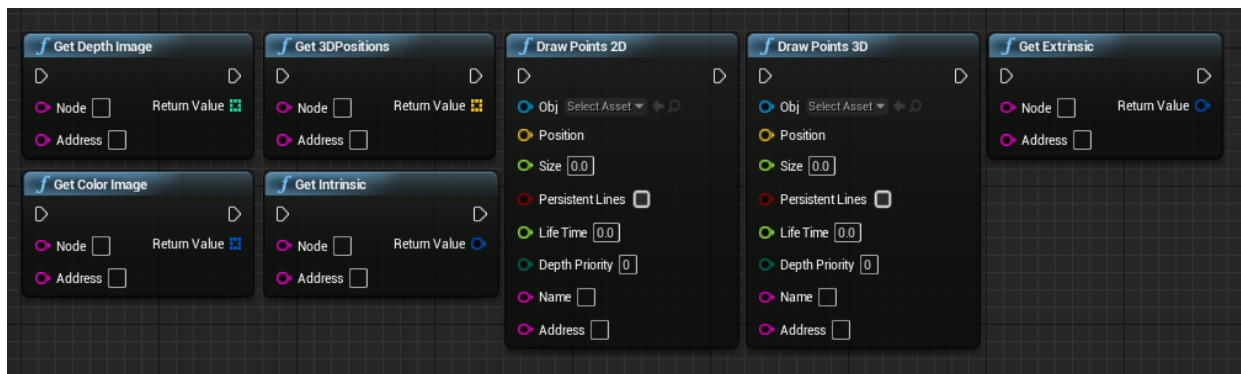 f Get Depth Image
Node
Return Value
Address
f Get 3DPositions
Node
Return Value
Address
f Draw Points 2D
Obj Select Asset
Position
Size 0.0
Persistent Lines
Life Time 0.0
Depth Priority 0
Name
Address
f Draw Points 3D
Obj Select Asset
Position
Size 0.0
Persistent Lines
Life Time 0.0
Depth Priority 0
Name
Address
f Get Extrinsic
Node
Return Value
Address
f Get Color Image
Node
Return Value
Address
f Get Intrinsic
Node
Return Value
Address